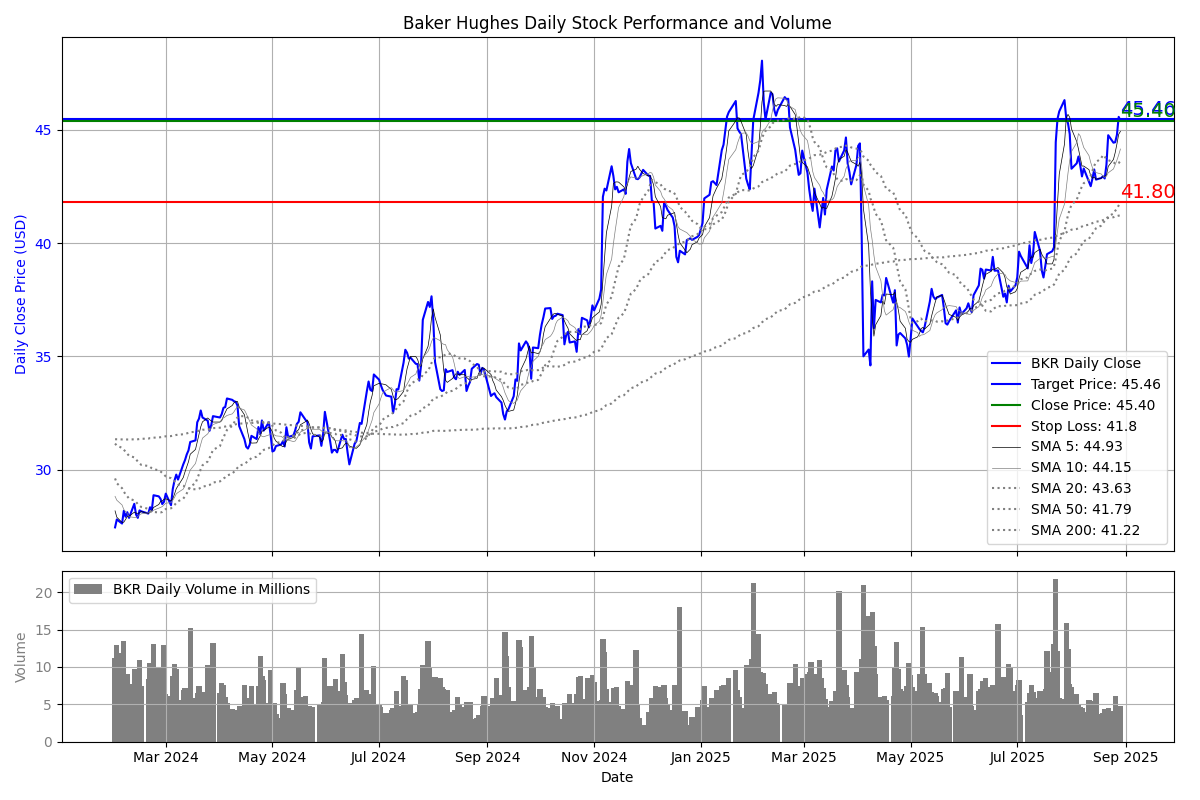 Baker Hughes Daily Stock Performance and Volume
Daily Close Price (USD)
45
40
35
30
45.46
45.40
41.80
BKR Daily Close
Target Price: 45.46
Close Price: 45.40
Stop Loss: 41.8
SMA 5: 44.93
SMA 10: 44.15
SMA 20: 43.63
SMA 50: 41.79
SMA 200: 41.22
Volume
20
15
10
5
0
BKR Daily Volume in Millions
Mar 2024
May 2024
Jul 2024
Sep 2024
Nov 2024
Jan 2025
Mar 2025
May 2025
Jul 2025
Sep 2025
Date